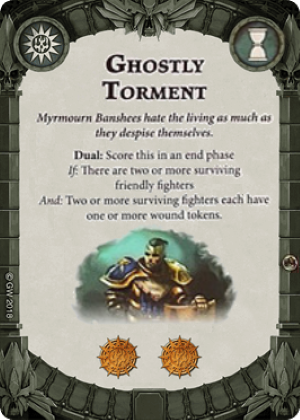 GHOSTLY
TORMENT
Myrmourn Banshees hate the living as much as
they despise themselves.
Dual: Score this in an end phase
If: There are two or more surviving
friendly fighters
And: Two or more surviving fighters each have
one or more wound tokens.
© GW 2018